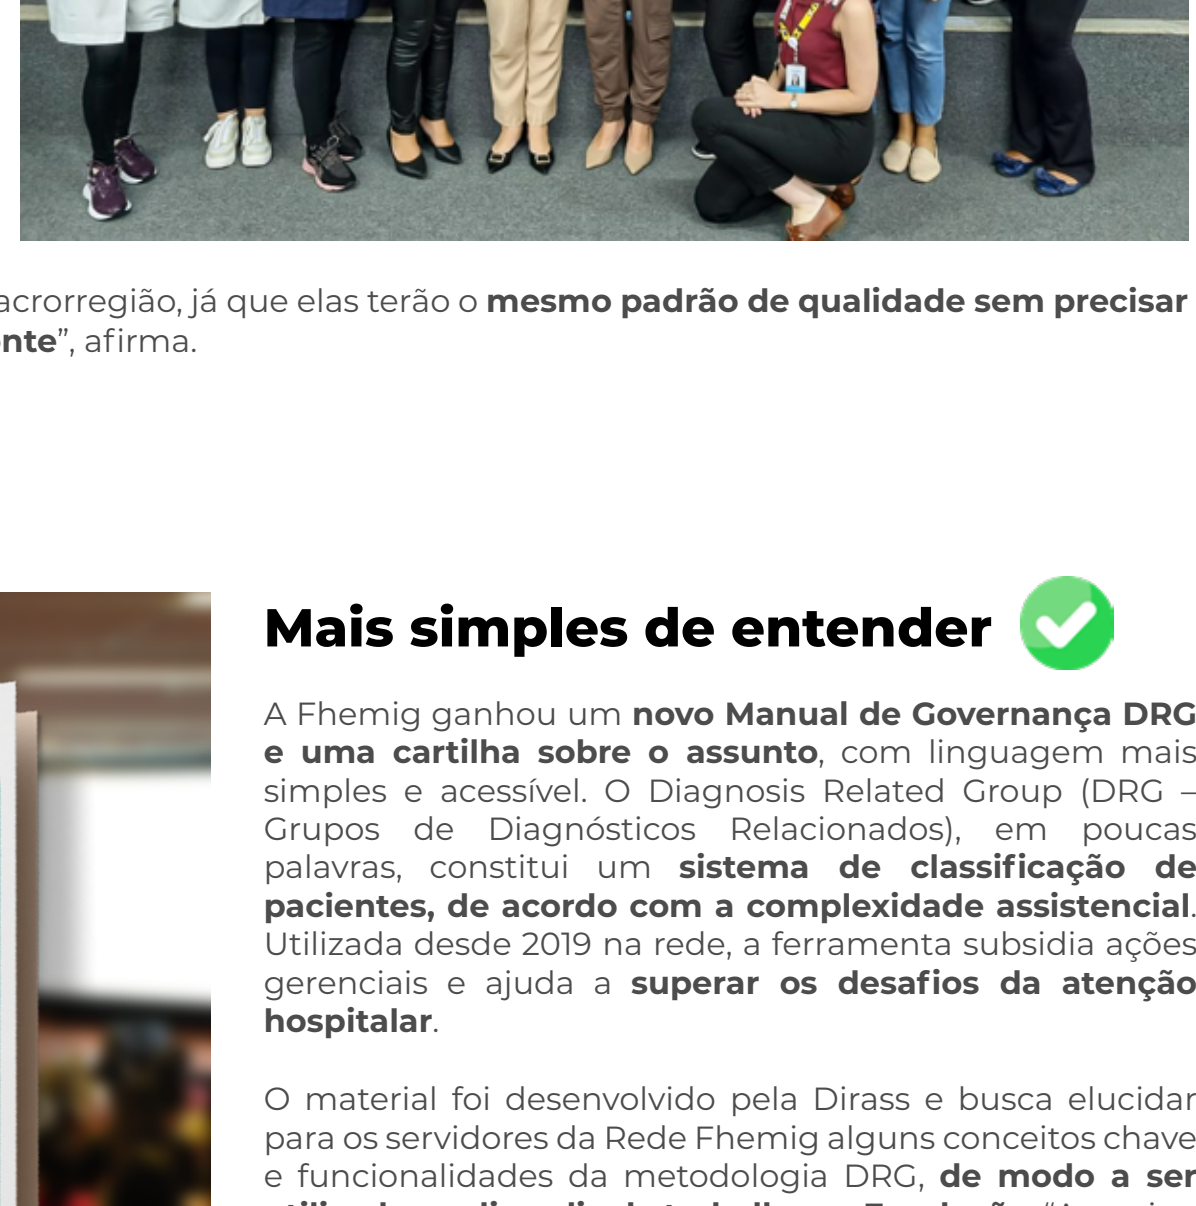 acrorregião, já que elas terão o mesmo padrão de qualidade sem precisar
nte”, afirma.
Mais simples de entender
A Fhemig ganhou um novo Manual de Governança DRG
e uma cartilha sobre o assunto, com linguagem mais
simples e acessível. O Diagnosis Related Group (DRG –
Grupos de Diagnósticos Relacionados), em poucas
palavras, constitui um sistema de classificação de
pacientes, de acordo com a complexidade assistencial.
Utilizada desde 2019 na rede, a ferramenta subsidia ações
gerenciais e ajuda a superar os desafios da atenção
hospitalar.
O material foi desenvolvido pela Dirass e busca elucidar
para os servidores da Rede Fhemig alguns conceitos chave
e funcionalidades da metodologia DRG, de modo a ser